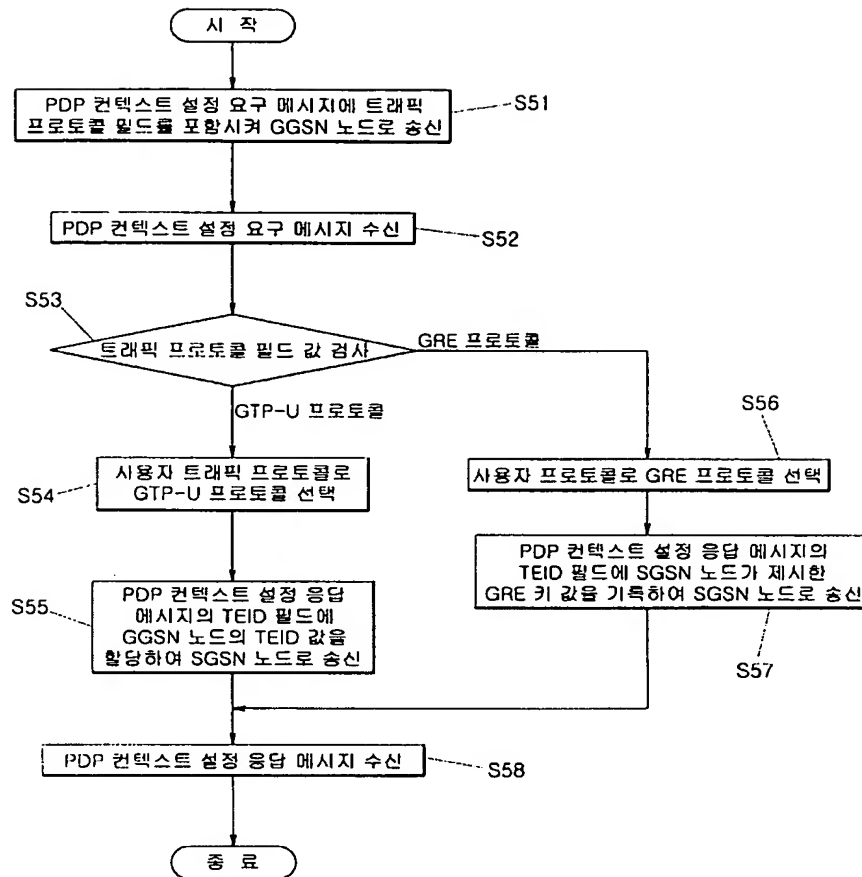 시 작
PDP 컨텍스트 설정 요구 메시지에 트래픽
프로토콜 필드를 포함시켜 GGSN 노드로 송신
S51
PDP 컨텍스트 설정 요구 메시지 수신
S52
S53
트래픽 프로토콜 필드 값 검사
GRE 프로토콜
GTP-U 프로토콜
S56
사용자 트래픽 프로토콜로
GTP-U 프로토콜 선택
S54
사용자 프로토콜로 GRE 프로토콜 선택
PDP 컨텍스트 설정 응답 메시지의
TEID 필드에 SGSN 노드가 제시한
GRE 키 값을 기록하여 SGSN 노드로 송신
S57
S55
PDP 컨텍스트 설정 응답
메시지의 TEID 필드에
GGSN 노드의 TEID 값을
할당하여 SGSN 노드로 송신
PDP 컨텍스트 설정 응답 메시지 수신
S58
종 료